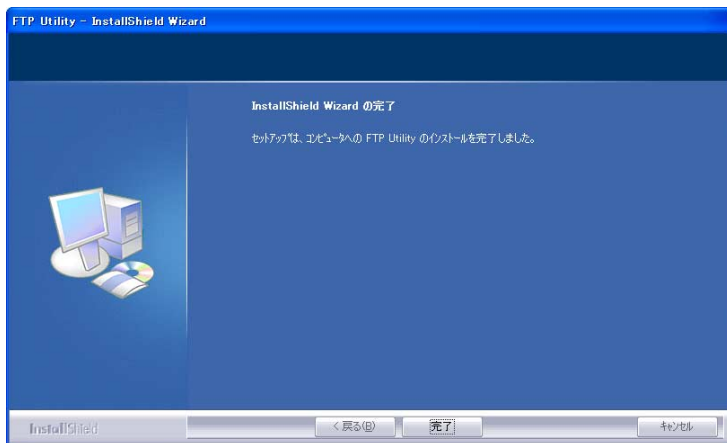 FTP Utility - InstallShield Wizard
InstallShield Wizard の完了
セットアップは、コンピュータへの FTP Utility のインストールを完了しました。
InstallShield
< 戻る(B)
完了
キャンセル